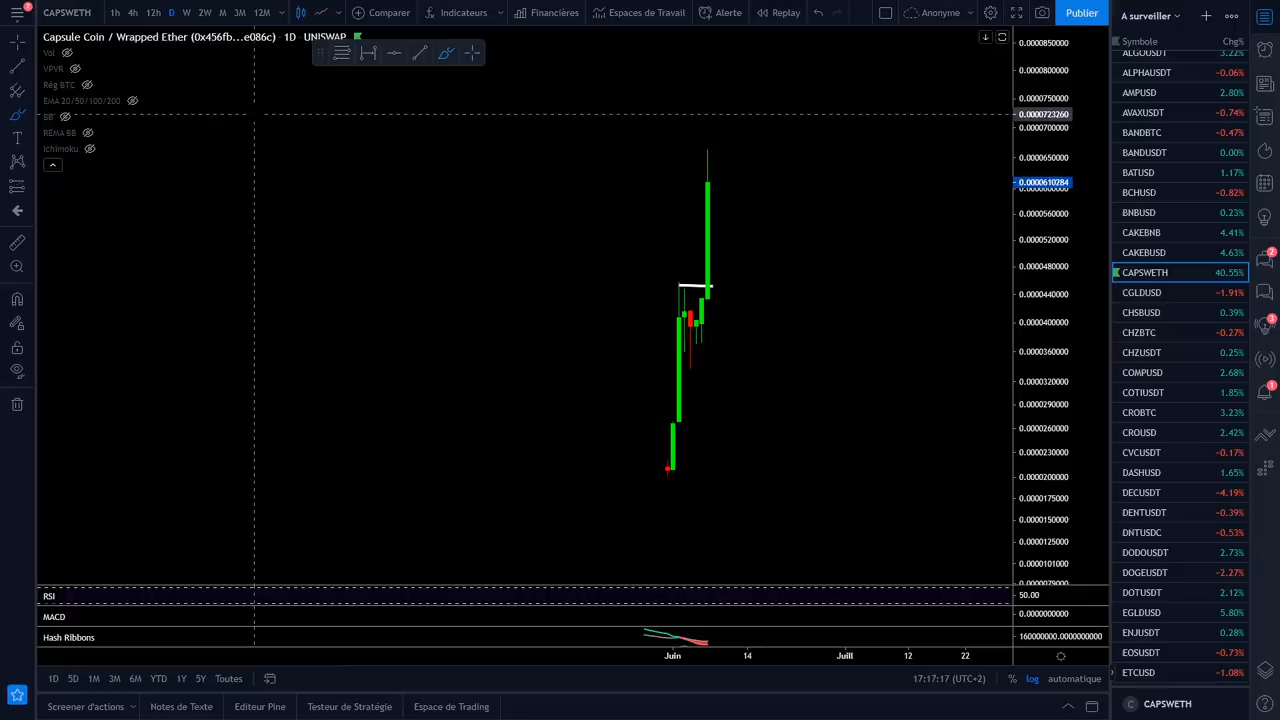 7
CAPSWETH 1h 4h 12h D 2W W M 3M 12M Comparer Indicateurs Financières Espaces de Travail Alerte Replay Anonyme Publier
Capsule Coin / Wrapped Ether (0x456fb...e086c) · 1D · UNISWAP
Vol
VPVR
Rég BTC
EMA 20/50/100/200
BB
REMA BB
Ichimoku
0.0000850000
0.0000800000
0.0000750000
0.0000723260
0.0000700000
0.0000650000
0.0000610284
0.0000560000
0.0000520000
0.0000480000
0.0000440000
0.0000400000
0.0000360000
0.0000320000
0.0000290000
0.0000260000
0.0000230000
0.0000200000
0.0000175000
0.0000150000
0.0000125000
0.0000101000
0.0000079000
RSI
50.00
MACD
0.0000000000
Hash Ribbons
160000000.0000000000
Juin 14 Juill 12 22
1D 5D 1M 3M 6M YTD 1Y 5Y Toutes
17:17:17 (UTC+2) % log automatique
Screener d'actions Notes de Texte Editeur Pine Testeur de Stratégie Espace de Trading
A surveiller
Symbole Chg%
ALGOUSDT 3.22%
ALPHAUSDT −0.06%
AMPUSD 2.80%
AVAXUSDT −0.74%
BANDBTC −0.47%
BANDUSDT 0.00%
BATUSD 1.17%
BCHUSD −0.82%
BNBUSD 0.23%
CAKEBNB 4.41%
CAKEBUSD 4.63%
CAPSWETH 40.55%
CGLDUSD −1.91%
CHSBUSD 0.39%
CHZBTC −0.27%
CHZUSDT 0.25%
COMPUSD 2.68%
COTIUSDT 1.85%
CROBTC 3.23%
CROUSD 2.42%
CVCUSDT −0.17%
DASHUSD 1.65%
DECUSDT −4.19%
DENTUSDT −0.39%
DNTUSDC −0.53%
DODOUSDT 2.73%
DOGEUSDT −2.27%
DOTUSDT 2.12%
EGLDUSD 5.80%
ENJUSDT 0.28%
EOSUSDT −0.73%
ETCUSD −1.08%
C CAPSWETH
2
3
1